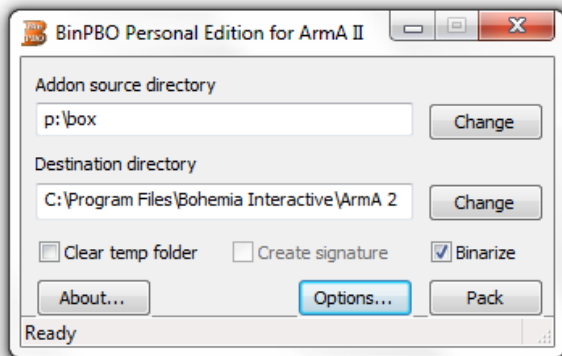 BinPBO Personal Edition for ArmA II
Addon source directory
p:\box
Change
Destination directory
C:\Program Files\Bohemia Interactive\ArmA 2
Change
Clear temp folder Create signature Binarize
About... Options... Pack
Ready